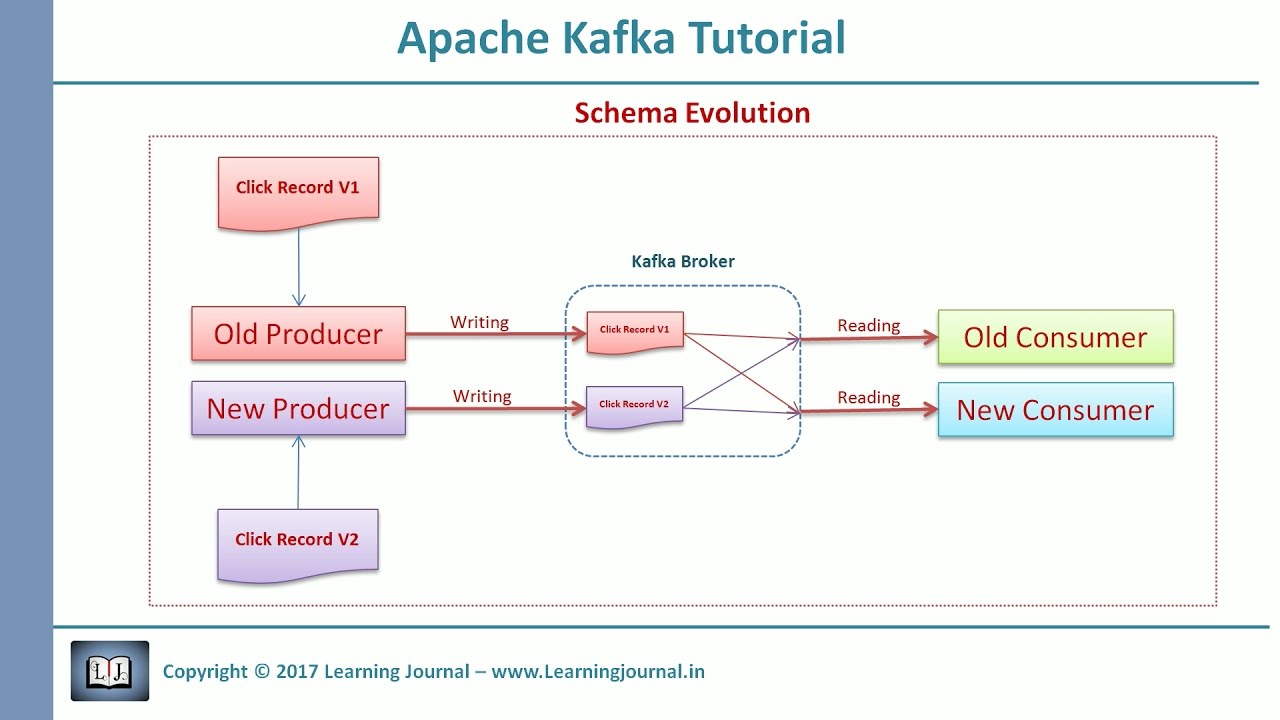 Apache Kafka Tutorial
Schema Evolution
Click Record V1
Kafka Broker
Old Producer
Writing
Click Record V1
Reading
Old Consumer
New Producer
Writing
Click Record V2
Reading
New Consumer
Click Record V2
LJ
Copyright © 2017 Learning Journal – www.Learningjournal.in